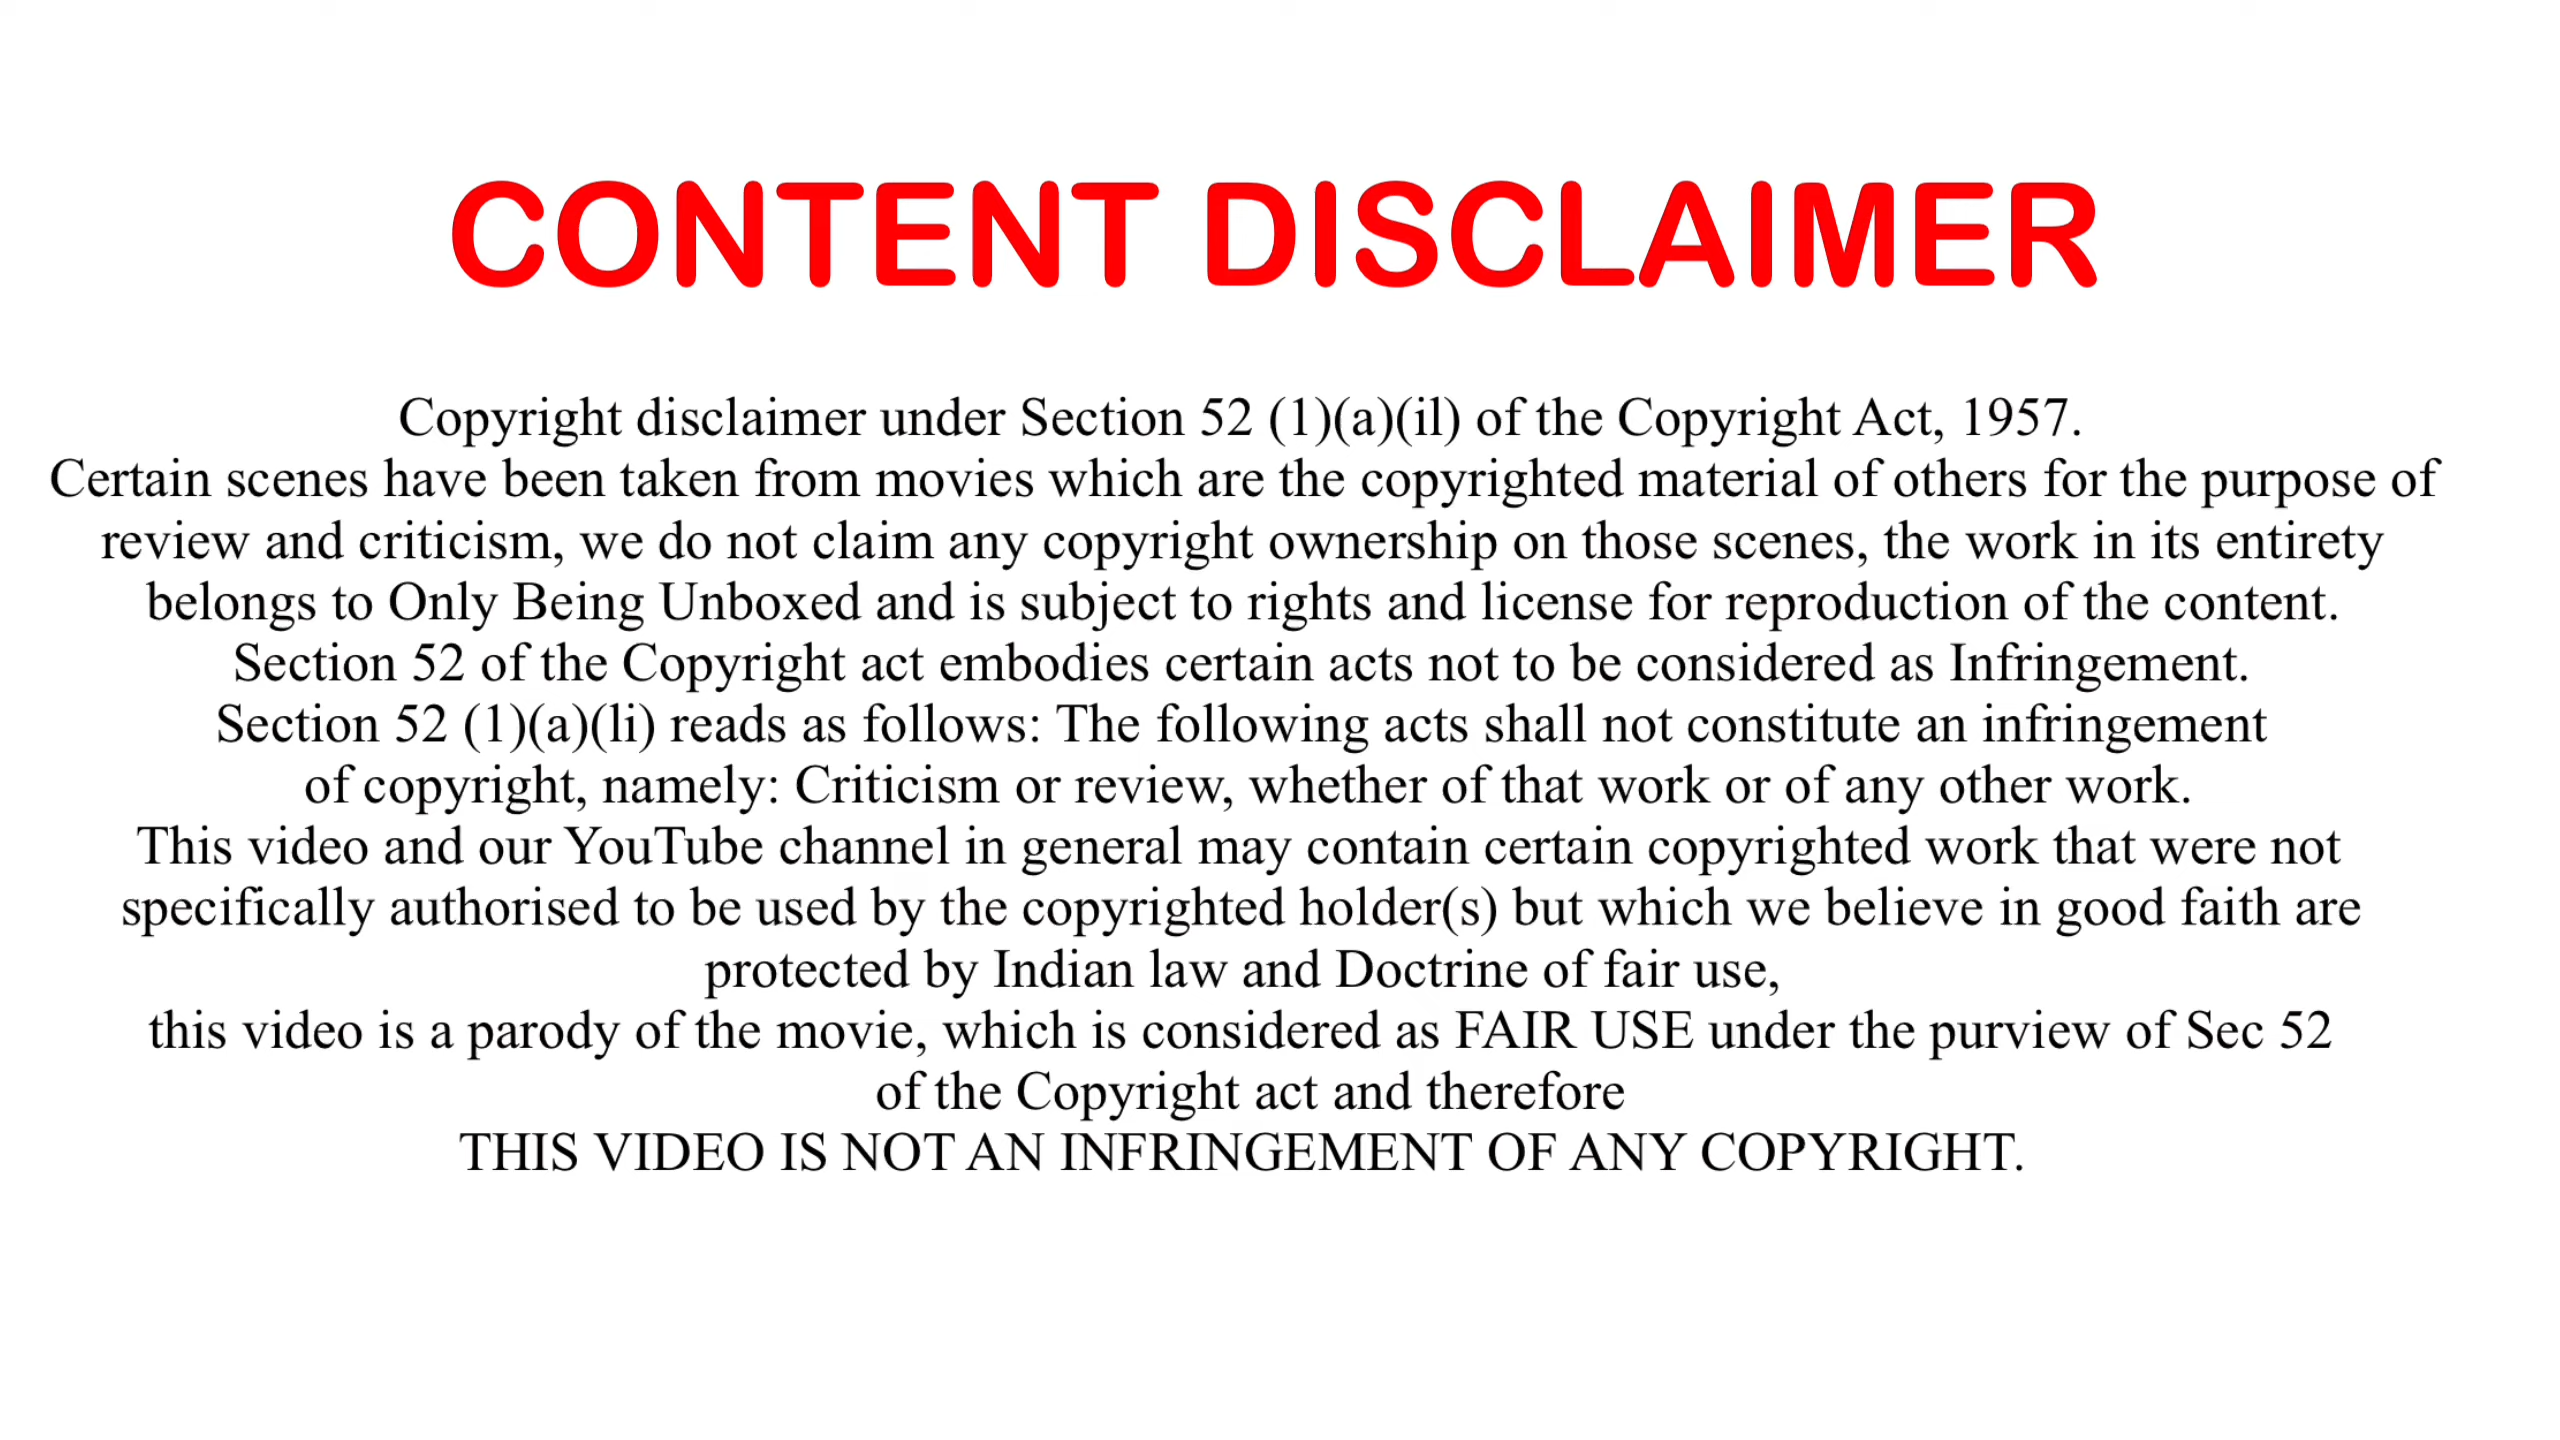 CONTENT DISCLAIMER
Copyright disclaimer under Section 52 (1)(a)(il) of the Copyright Act, 1957.
Certain scenes have been taken from movies which are the copyrighted material of others for the purpose of
review and criticism, we do not claim any copyright ownership on those scenes, the work in its entirety
belongs to Only Being Unboxed and is subject to rights and license for reproduction of the content.
Section 52 of the Copyright act embodies certain acts not to be considered as Infringement.
Section 52 (1)(a)(li) reads as follows: The following acts shall not constitute an infringement
of copyright, namely: Criticism or review, whether of that work or of any other work.
This video and our YouTube channel in general may contain certain copyrighted work that were not
specifically authorised to be used by the copyrighted holder(s) but which we believe in good faith are
protected by Indian law and Doctrine of fair use,
this video is a parody of the movie, which is considered as FAIR USE under the purview of Sec 52
of the Copyright act and therefore
THIS VIDEO IS NOT AN INFRINGEMENT OF ANY COPYRIGHT.